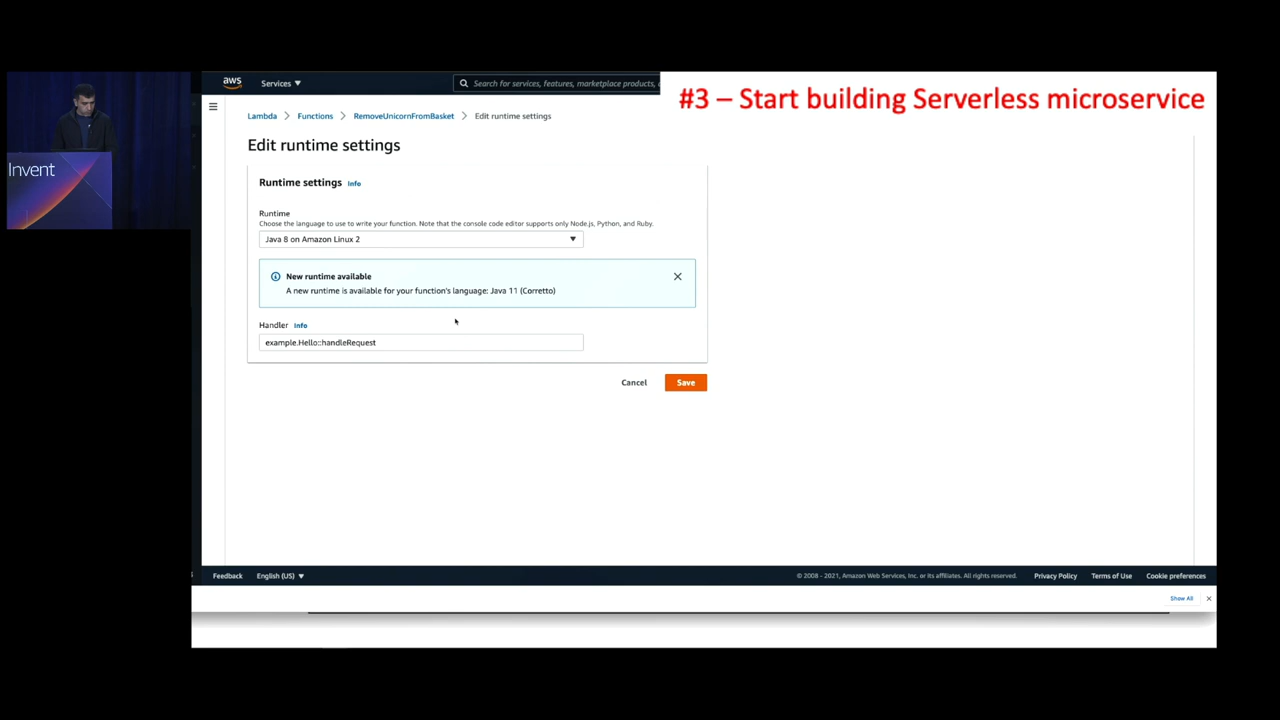 Invent
aws
Services
Search for services, features, marketplace products,
#3 – Start building Serverless microservice
Lambda
Functions
RemoveUnicornFromBasket
Edit runtime settings
Edit runtime settings
Runtime settings Info
Runtime
Choose the language to use to write your function. Note that the console code editor supports only Node.js, Python, and Ruby.
Java 8 on Amazon Linux 2
New runtime available
A new runtime is available for your function's language: Java 11 (Corretto)
Handler Info
example.Hello::handleRequest
Cancel
Save
Feedback
English (US)
© 2008 - 2021, Amazon Web Services, Inc. or its affiliates. All rights reserved.
Privacy Policy
Terms of Use
Cookie preferences
Show All